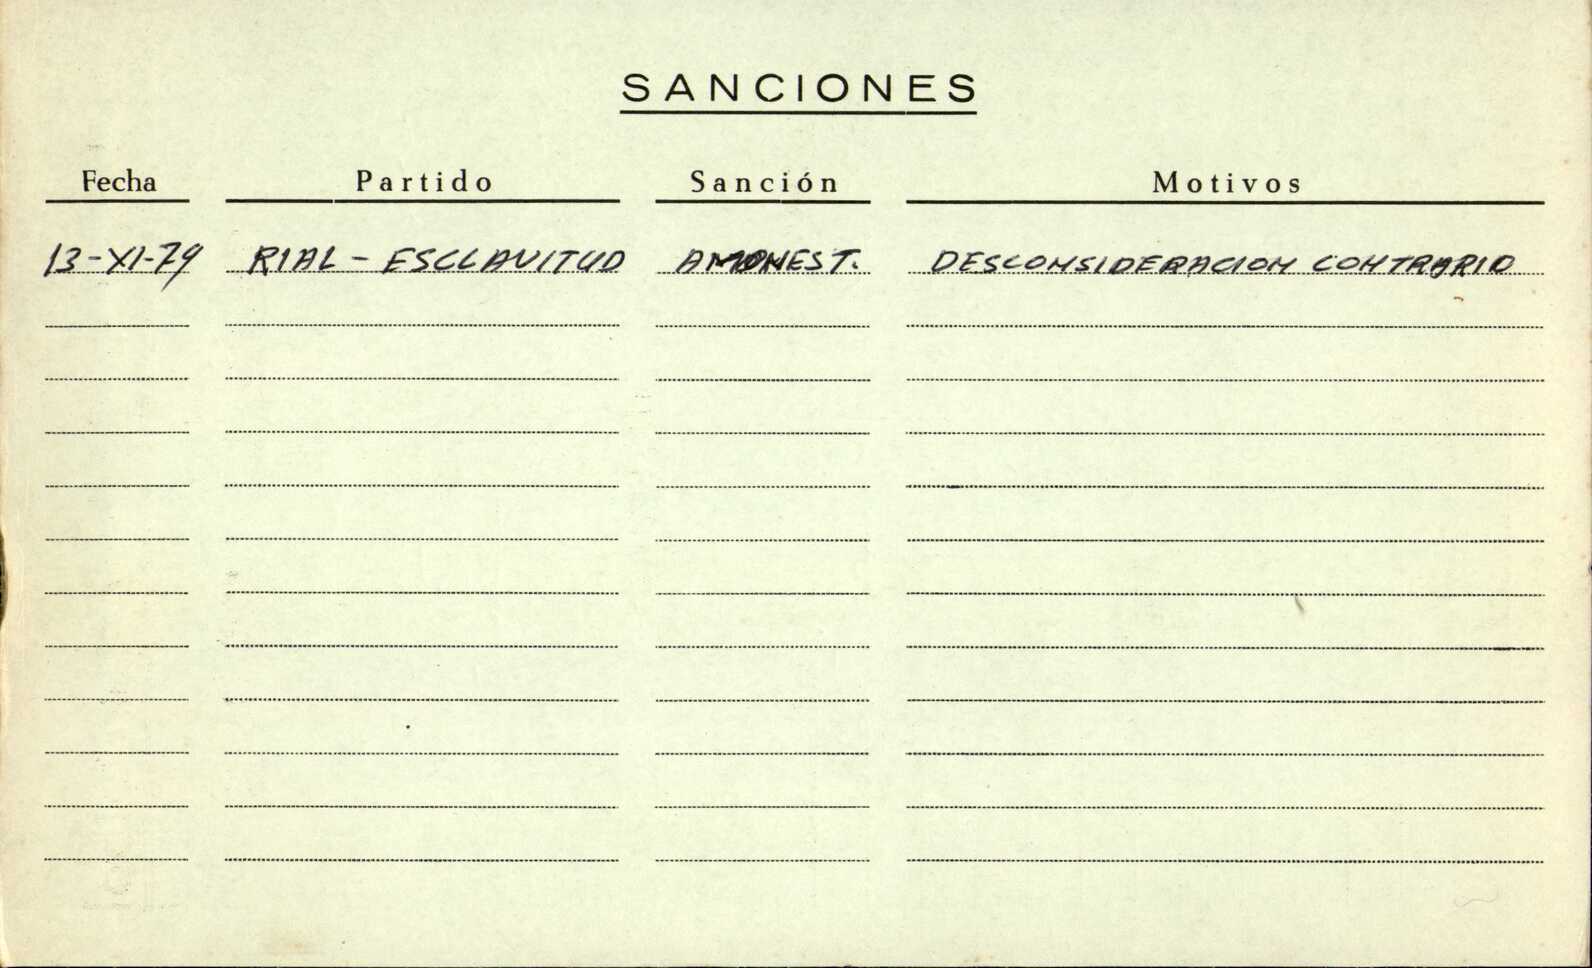 SANCIONES
Fecha Partido Sanción Motivos
13-XI-79 RIAL - ESCLAVITUD AMONEST. DESCONSIDERACION CONTRARIO